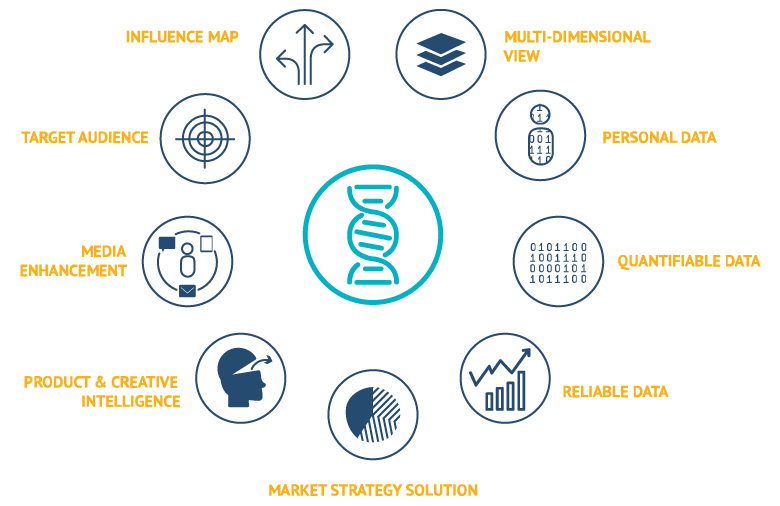 INFLUENCE MAP
MULTI-DIMENSIONAL
VIEW
TARGET AUDIENCE
PERSONAL DATA
MEDIA
ENHANCEMENT
QUANTIFIABLE DATA
0101100
1001110
0000101
1011100
PRODUCT & CREATIVE
INTELLIGENCE
RELIABLE DATA
MARKET STRATEGY SOLUTION